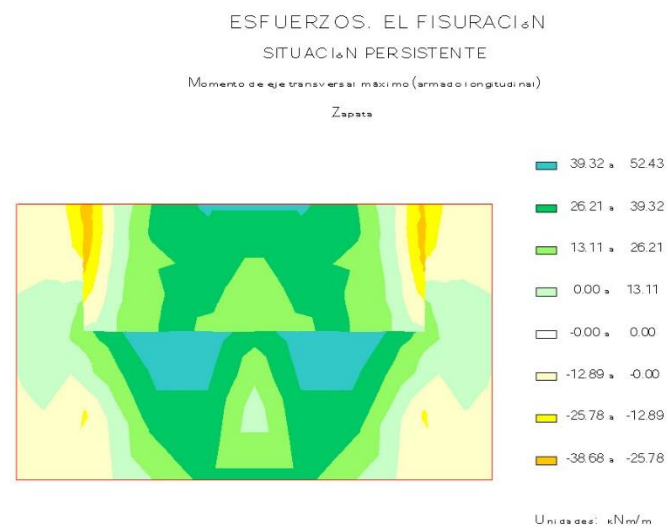 ESFUERZOS. EL FISURACIóN
SITUACIóN PERSISTENTE
Momento de eje transversal máximo (armado longitudinal)
Zapata
39.32 a 52.43
26.21 a 39.32
13.11 a 26.21
0.00 a 13.11
-0.00 a 0.00
-12.89 a -0.00
-25.78 a -12.89
-38.68 a -25.78
Unidades: kNm/m